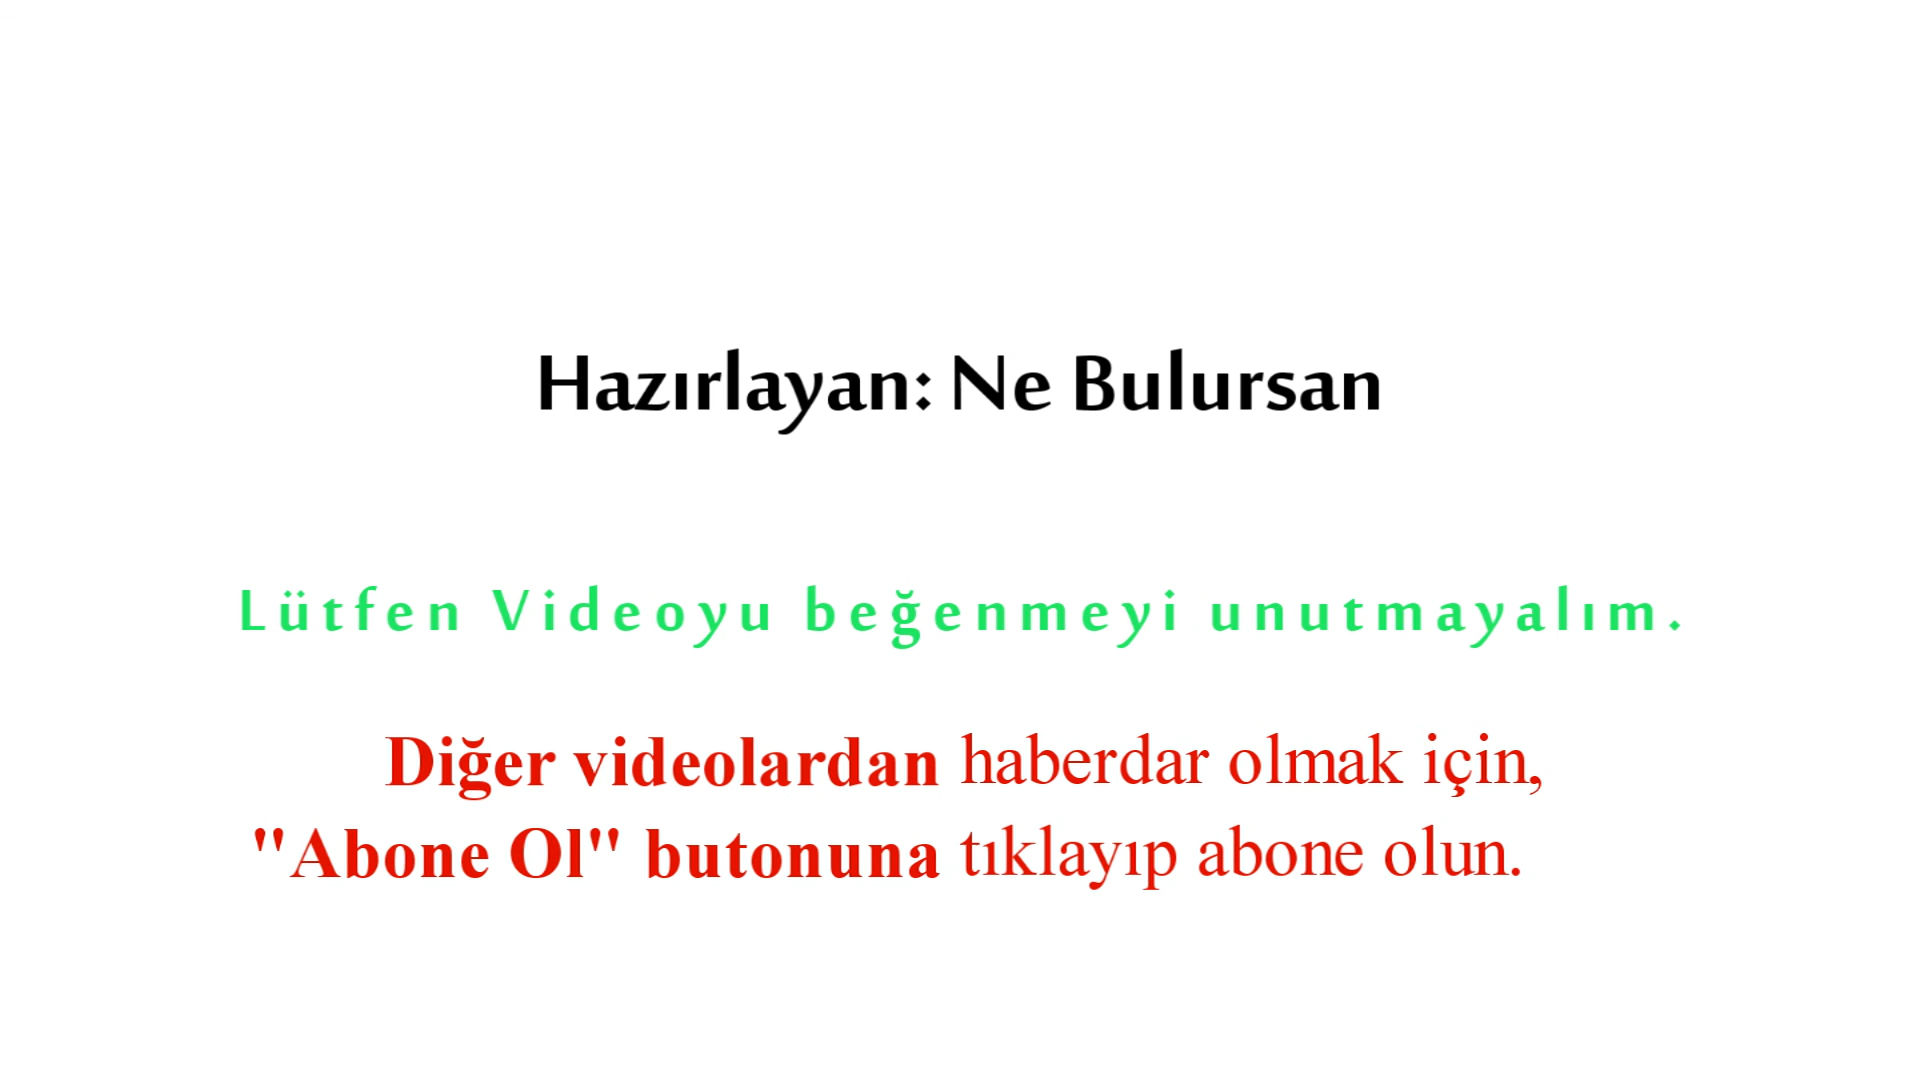 Hazırlayan: Ne Bulursan
Lütfen Videoyu beğenmeyi unutmayalım.
Diğer videolardan haberdar olmak için,
"Abone Ol" butonuna tıklayıp abone olun.